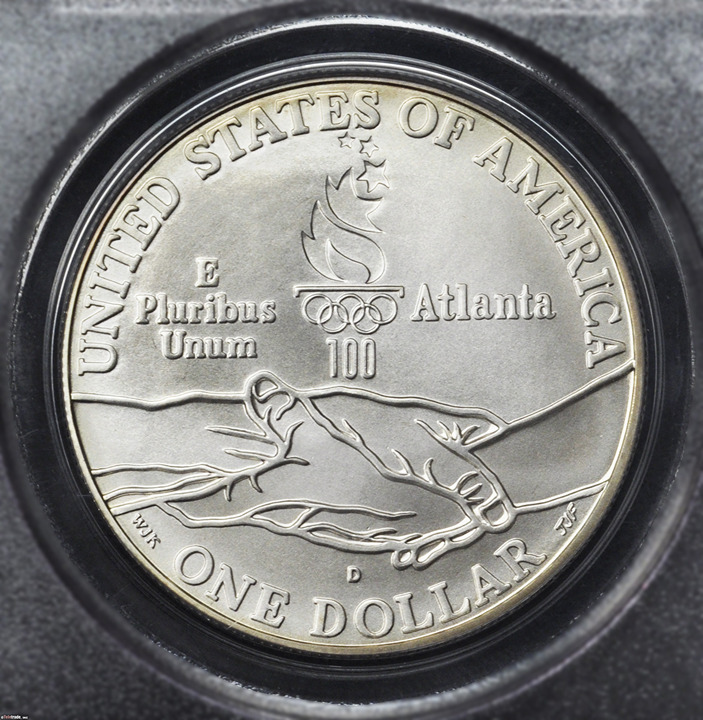 UNITED STATES OF AMERICA
E
Pluribus
Unum
Atlanta
100
WJK
TJF
D
ONE DOLLAR